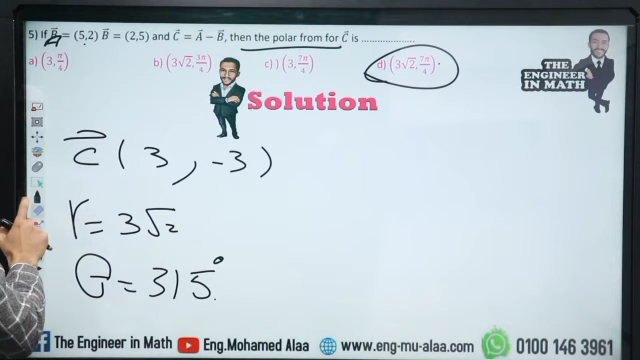 5) If A⃗ = (5,2) B⃗ = (2,5) and C⃗ = A⃗ − B⃗, then the polar from for C⃗ is ...................
a) (3, π/4) b) (3√2, 3π/4) c) ) (3, 7π/4) d) (3√2, 7π/4)
THE
ENGINEER
IN MATH
Solution
C⃗ ( 3 , -3 )
r = 3√2
θ = 315°
The Engineer in Math Eng.Mohamed Alaa www.eng-mu-alaa.com 0100 146 3961